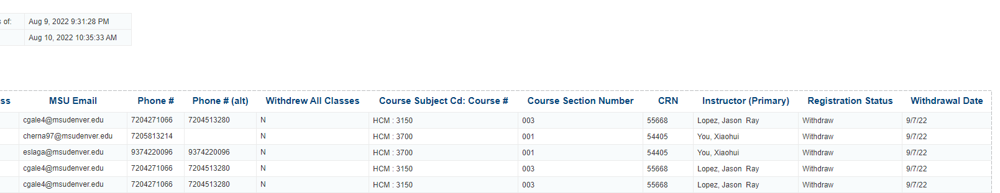 s of: Aug 9, 2022 9:31:28 PM
Aug 10, 2022 10:35:33 AM
ss MSU Email Phone # Phone # (alt) Withdrew All Classes Course Subject Cd: Course # Course Section Number CRN Instructor (Primary) Registration Status Withdrawal Date
cgale4@msudenver.edu 7204271066 7204513280 N HCM : 3150 003 55668 Lopez, Jason  Ray Withdraw 9/7/22
cherna97@msudenver.edu 7205813214 N HCM : 3700 001 54405 You, Xiaohui Withdraw 9/7/22
eslaga@msudenver.edu 9374220096 9374220096 N HCM : 3700 001 54405 You, Xiaohui Withdraw 9/7/22
cgale4@msudenver.edu 7204271066 7204513280 N HCM : 3150 003 55668 Lopez, Jason  Ray Withdraw 9/7/22
cgale4@msudenver.edu 7204271066 7204513280 N HCM : 3150 003 55668 Lopez, Jason  Ray Withdraw 9/7/22